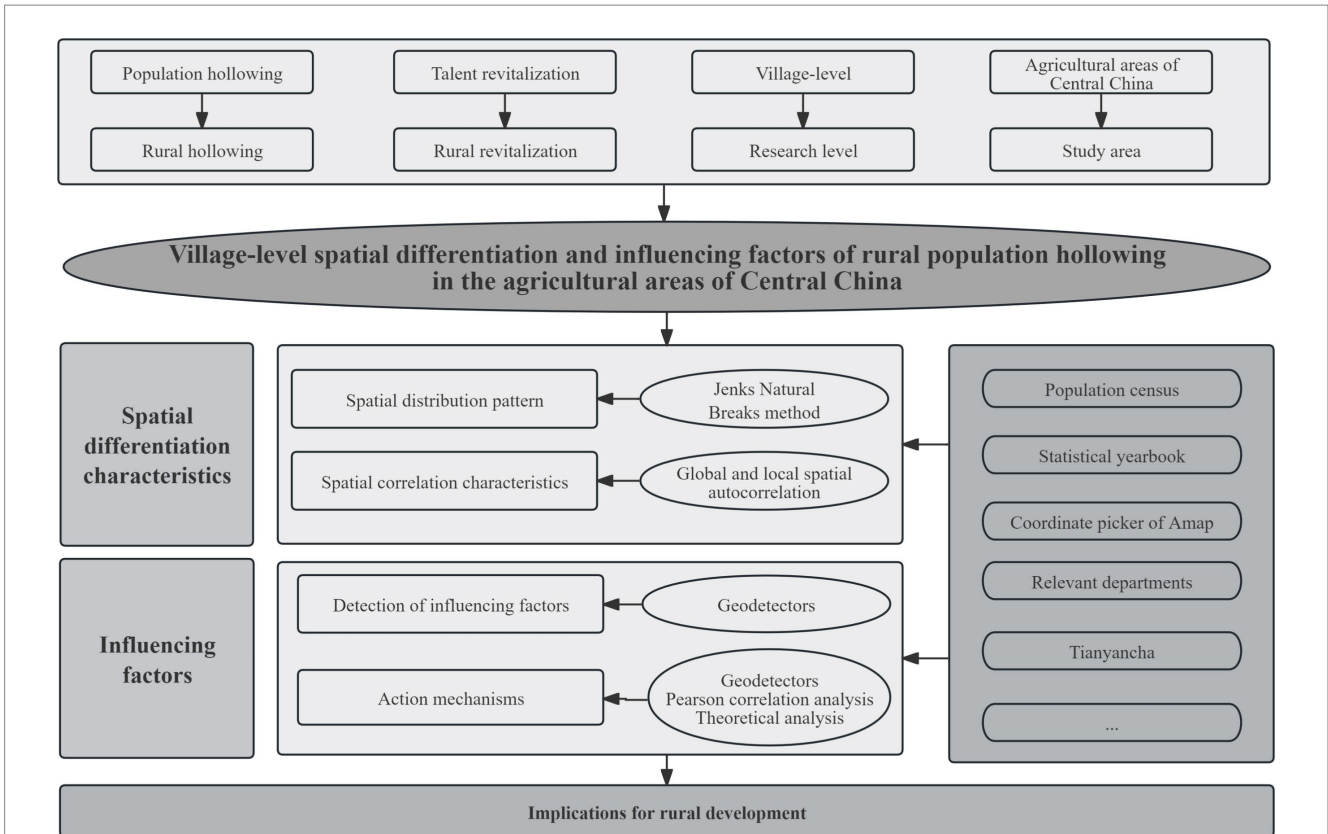 Population hollowing
Talent revitalization
Village-level
Agricultural areas of
Central China
Rural hollowing
Rural revitalization
Research level
Study area
Village-level spatial differentiation and influencing factors of rural population hollowing
in the agricultural areas of Central China
Spatial
differentiation
characteristics
Spatial distribution pattern
Jenks Natural
Breaks method
Spatial correlation characteristics
Global and local spatial
autocorrelation
Influencing
factors
Detection of influencing factors
Geodetectors
Action mechanisms
Geodetectors
Pearson correlation analysis
Theoretical analysis
Population census
Statistical yearbook
Coordinate picker of Amap
Relevant departments
Tianyancha
...
Implications for rural development